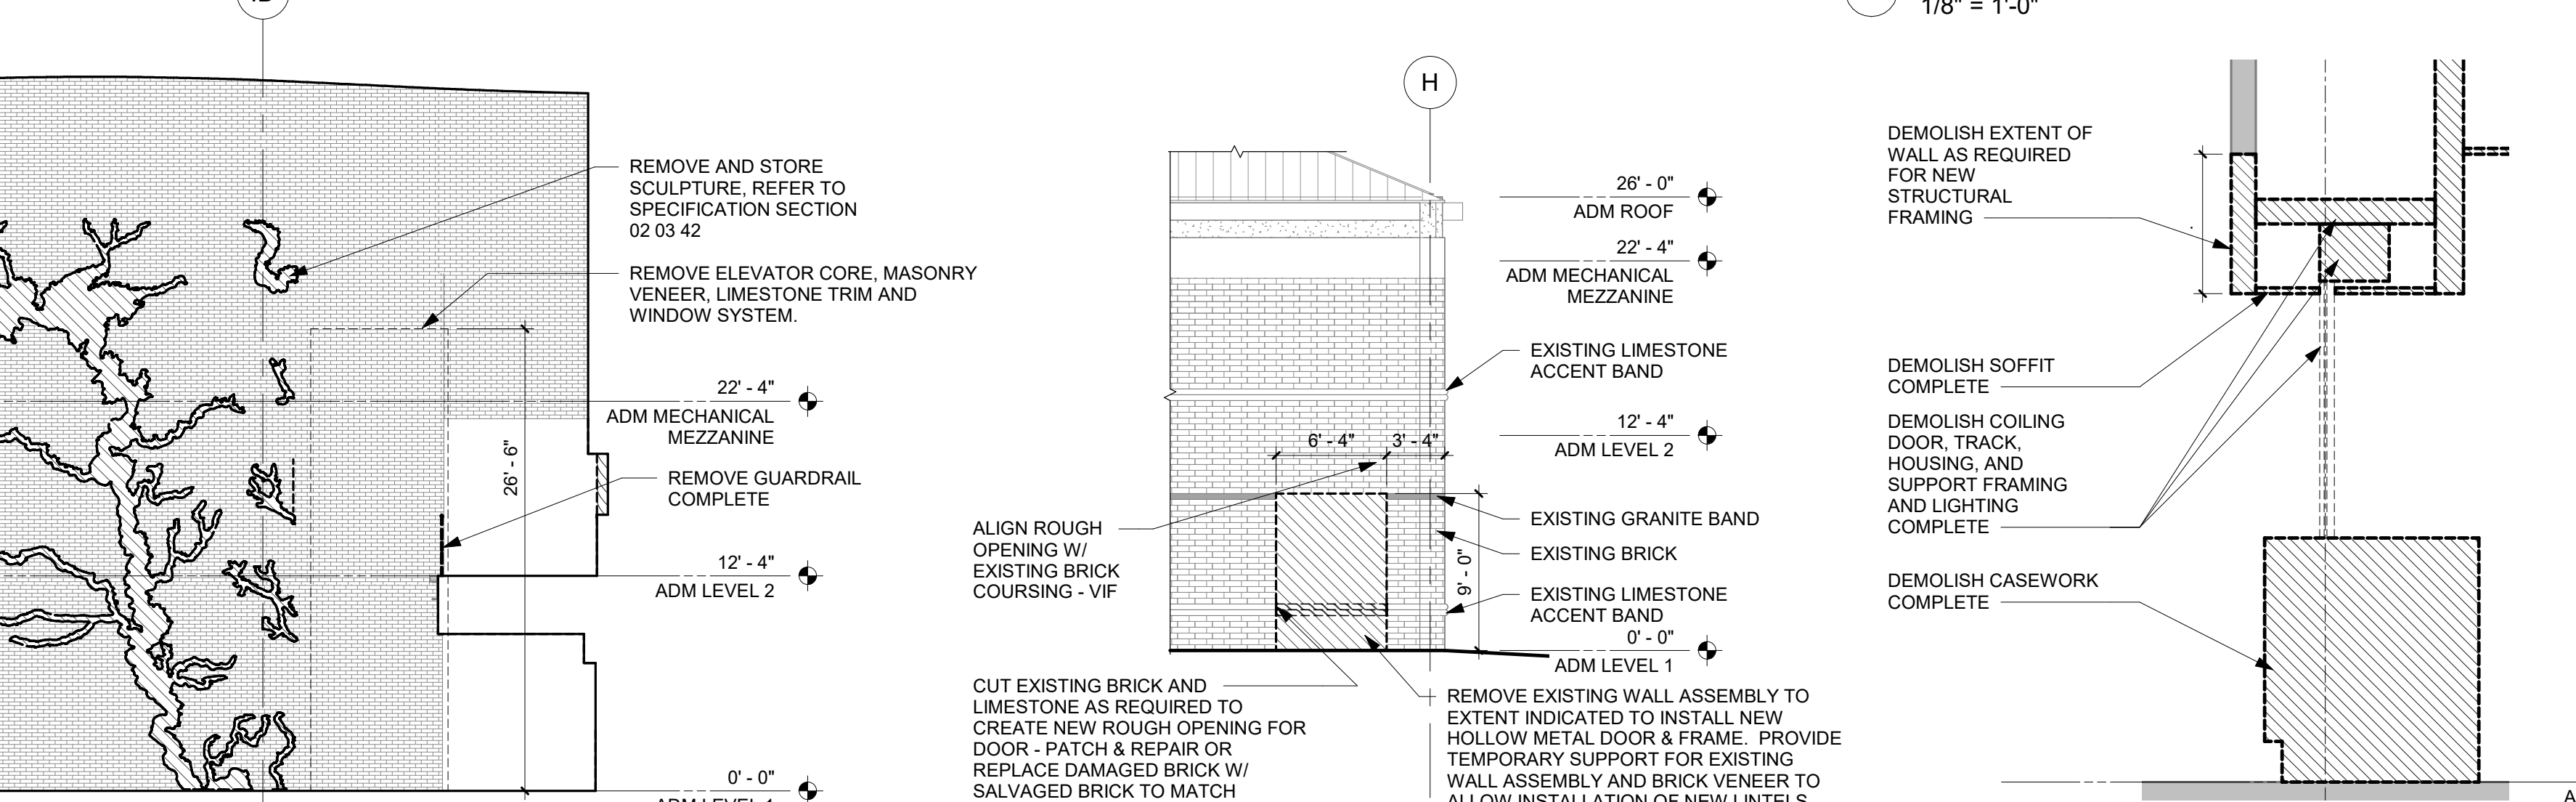 1/8" = 1'-0"
REMOVE AND STORE
SCULPTURE, REFER TO
SPECIFICATION SECTION
02 03 42
REMOVE ELEVATOR CORE, MASONRY
VENEER, LIMESTONE TRIM AND
WINDOW SYSTEM.
22' - 4"
ADM MECHANICAL
MEZZANINE
26' - 6"
REMOVE GUARDRAIL
COMPLETE
12' - 4"
ADM LEVEL 2
0' - 0"
ADM LEVEL 1
H
26' - 0"
ADM ROOF
22' - 4"
ADM MECHANICAL
MEZZANINE
EXISTING LIMESTONE
ACCENT BAND
12' - 4"
ADM LEVEL 2
6' - 4"
3' - 4"
EXISTING GRANITE BAND
EXISTING BRICK
9' - 0"
EXISTING LIMESTONE
ACCENT BAND
0' - 0"
ADM LEVEL 1
ALIGN ROUGH
OPENING W/
EXISTING BRICK
COURSING - VIF
CUT EXISTING BRICK AND
LIMESTONE AS REQUIRED TO
CREATE NEW ROUGH OPENING FOR
DOOR - PATCH & REPAIR OR
REPLACE DAMAGED BRICK W/
SALVAGED BRICK TO MATCH
REMOVE EXISTING WALL ASSEMBLY TO
EXTENT INDICATED TO INSTALL NEW
HOLLOW METAL DOOR & FRAME. PROVIDE
TEMPORARY SUPPORT FOR EXISTING
WALL ASSEMBLY AND BRICK VENEER TO
ALLOW INSTALLATION OF NEW LINTELS
DEMOLISH EXTENT OF
WALL AS REQUIRED
FOR NEW
STRUCTURAL
FRAMING
DEMOLISH SOFFIT
COMPLETE
DEMOLISH COILING
DOOR, TRACK,
HOUSING, AND
SUPPORT FRAMING
AND LIGHTING
COMPLETE
DEMOLISH CASEWORK
COMPLETE